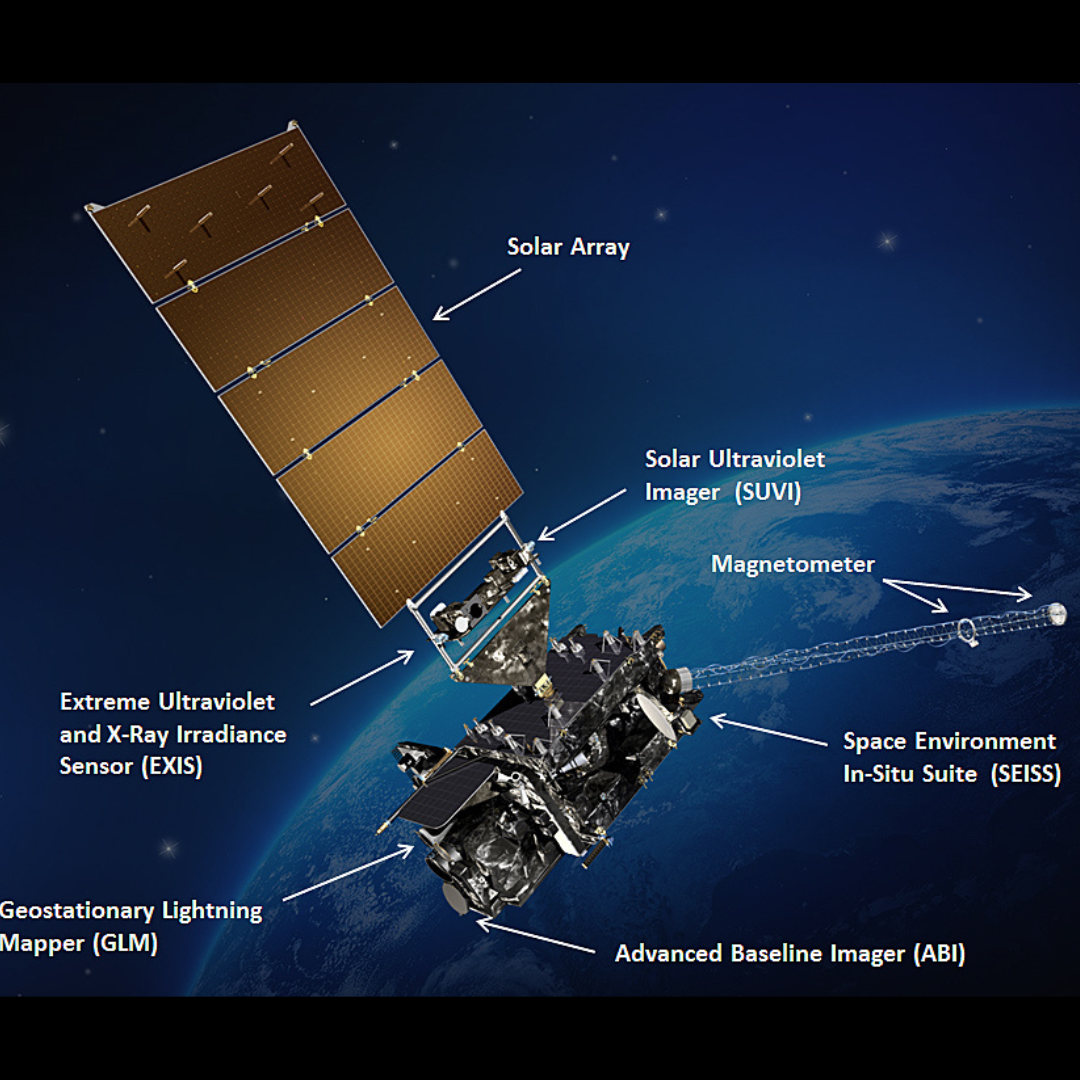 Solar Array
Solar Ultraviolet
Imager (SUVI)
Magnetometer
Extreme Ultraviolet
and X-Ray Irradiance
Sensor (EXIS)
Space Environment
In-Situ Suite (SEISS)
Geostationary Lightning
Mapper (GLM)
Advanced Baseline Imager (ABI)